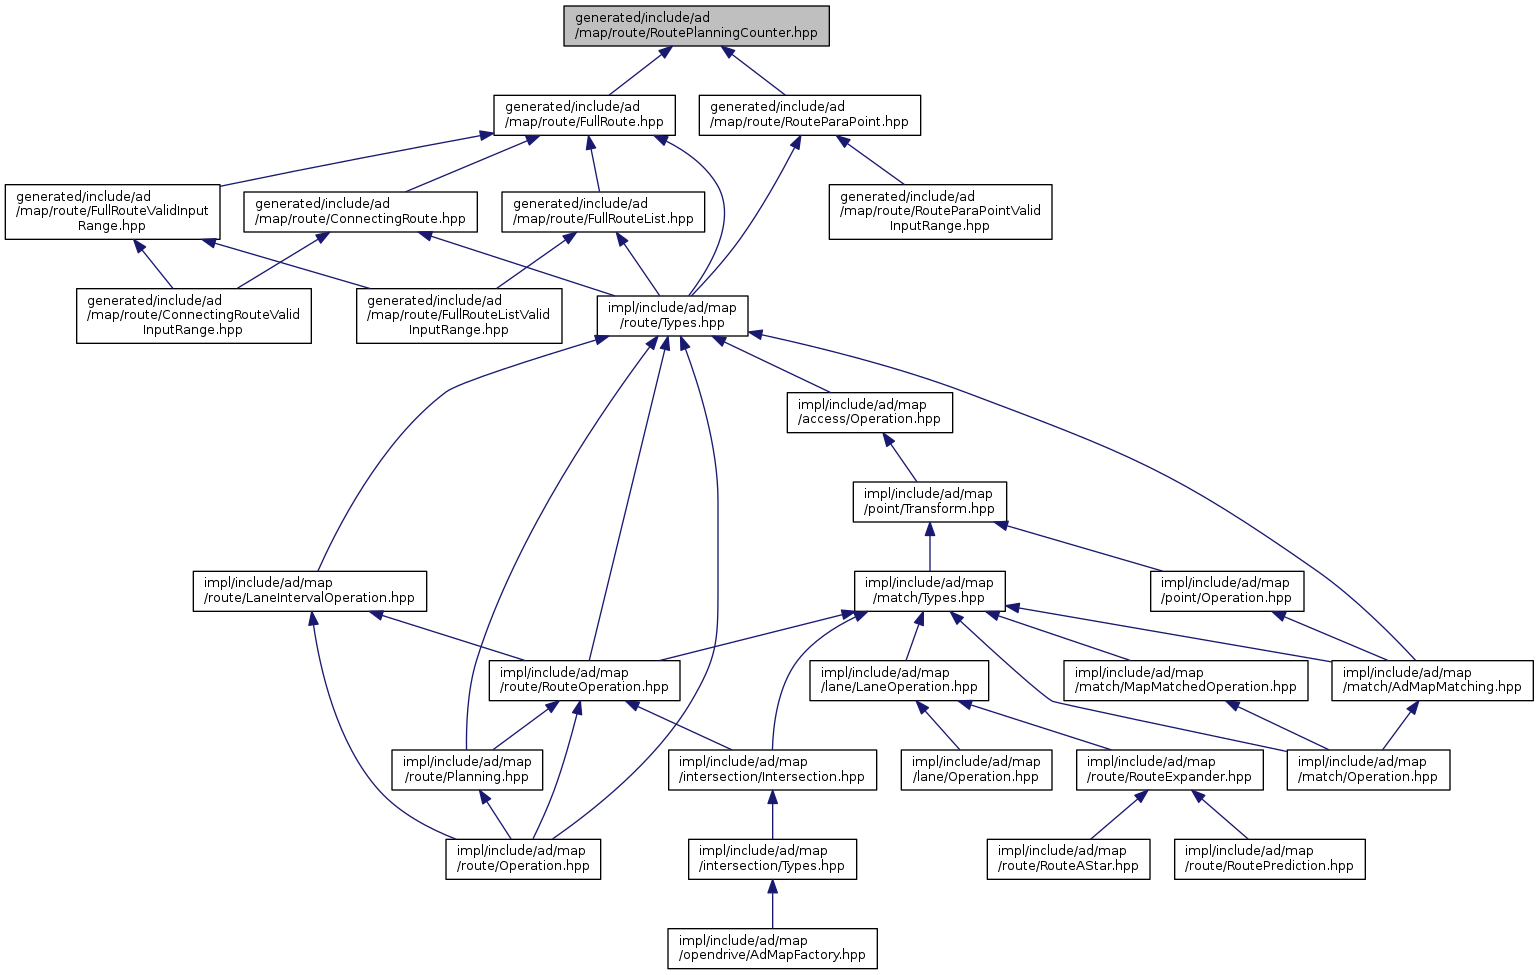 generated/include/ad
/map/route/RoutePlanningCounter.hpp
generated/include/ad
/map/route/FullRoute.hpp
generated/include/ad
/map/route/RouteParaPoint.hpp
generated/include/ad
/map/route/FullRouteValidInput
Range.hpp
generated/include/ad
/map/route/ConnectingRoute.hpp
generated/include/ad
/map/route/FullRouteList.hpp
generated/include/ad
/map/route/RouteParaPointValid
InputRange.hpp
generated/include/ad
/map/route/ConnectingRouteValid
InputRange.hpp
generated/include/ad
/map/route/FullRouteListValid
InputRange.hpp
impl/include/ad/map
/route/Types.hpp
impl/include/ad/map
/access/Operation.hpp
impl/include/ad/map
/point/Transform.hpp
impl/include/ad/map
/route/LaneIntervalOperation.hpp
impl/include/ad/map
/match/Types.hpp
impl/include/ad/map
/point/Operation.hpp
impl/include/ad/map
/route/RouteOperation.hpp
impl/include/ad/map
/lane/LaneOperation.hpp
impl/include/ad/map
/match/MapMatchedOperation.hpp
impl/include/ad/map
/match/AdMapMatching.hpp
impl/include/ad/map
/route/Planning.hpp
impl/include/ad/map
/intersection/Intersection.hpp
impl/include/ad/map
/lane/Operation.hpp
impl/include/ad/map
/route/RouteExpander.hpp
impl/include/ad/map
/match/Operation.hpp
impl/include/ad/map
/route/Operation.hpp
impl/include/ad/map
/intersection/Types.hpp
impl/include/ad/map
/route/RouteAStar.hpp
impl/include/ad/map
/route/RoutePrediction.hpp
impl/include/ad/map
/opendrive/AdMapFactory.hpp